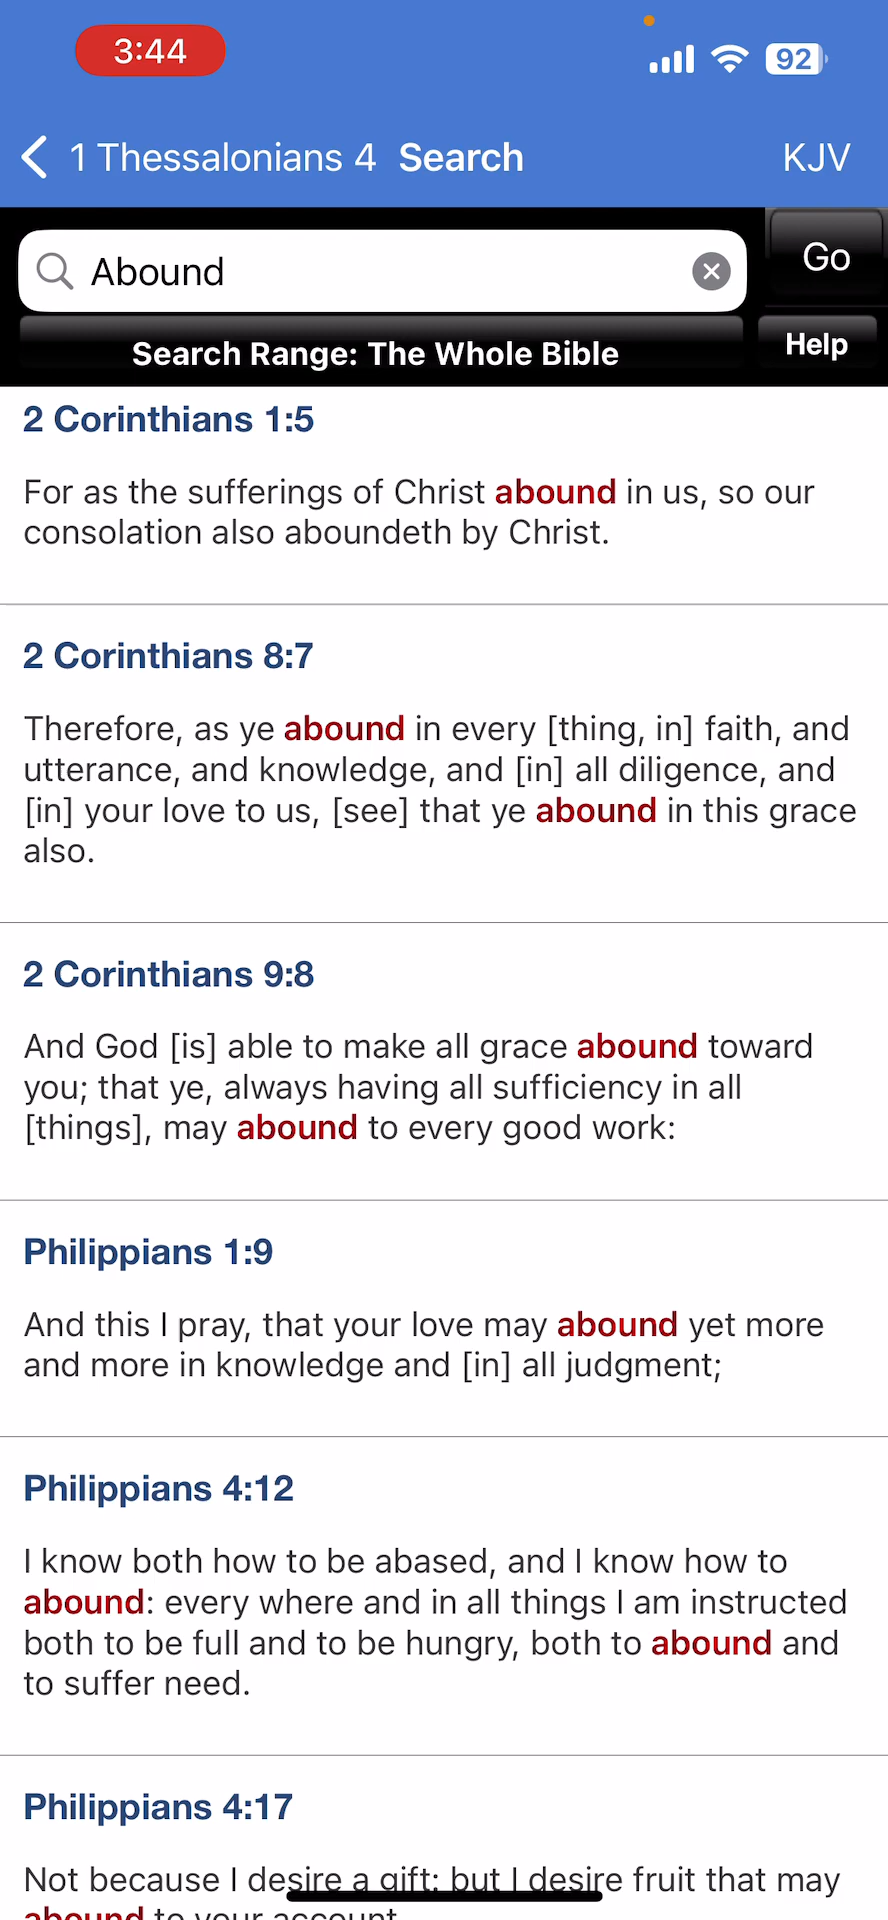 3:44
92
1 Thessalonians 4 Search KJV
Abound
Go
Search Range: The Whole Bible
Help
2 Corinthians 1:5
For as the sufferings of Christ abound in us, so our
consolation also aboundeth by Christ.
2 Corinthians 8:7
Therefore, as ye abound in every [thing, in] faith, and
utterance, and knowledge, and [in] all diligence, and
[in] your love to us, [see] that ye abound in this grace
also.
2 Corinthians 9:8
And God [is] able to make all grace abound toward
you; that ye, always having all sufficiency in all
[things], may abound to every good work:
Philippians 1:9
And this I pray, that your love may abound yet more
and more in knowledge and [in] all judgment;
Philippians 4:12
I know both how to be abased, and I know how to
abound: every where and in all things I am instructed
both to be full and to be hungry, both to abound and
to suffer need.
Philippians 4:17
Not because I desire a gift: but I desire fruit that may
abound to your account